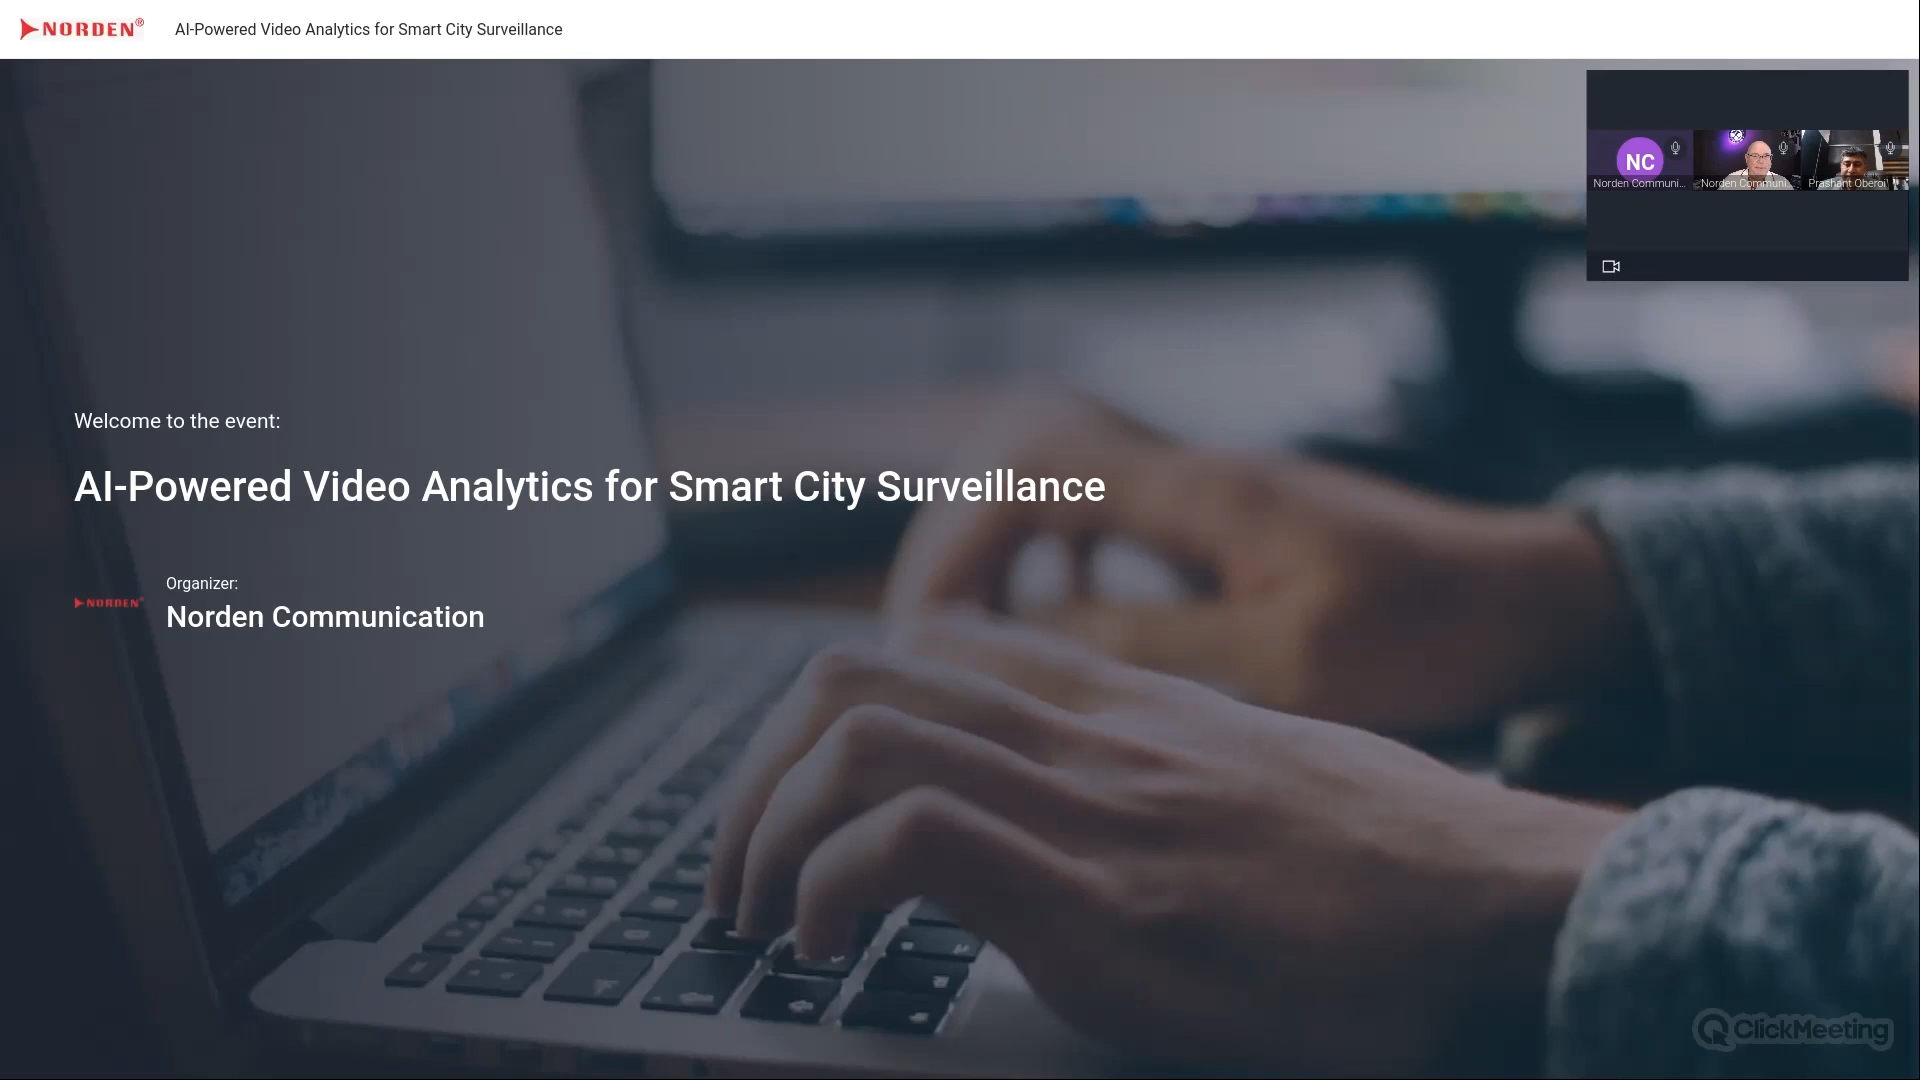 NORDEN®
AI-Powered Video Analytics for Smart City Surveillance
NC
Norden Communi...
Norden Communi...
Prashant Oberoi
Welcome to the event:
AI-Powered Video Analytics for Smart City Surveillance
Organizer:
NORDEN®
Norden Communication
ClickMeeting